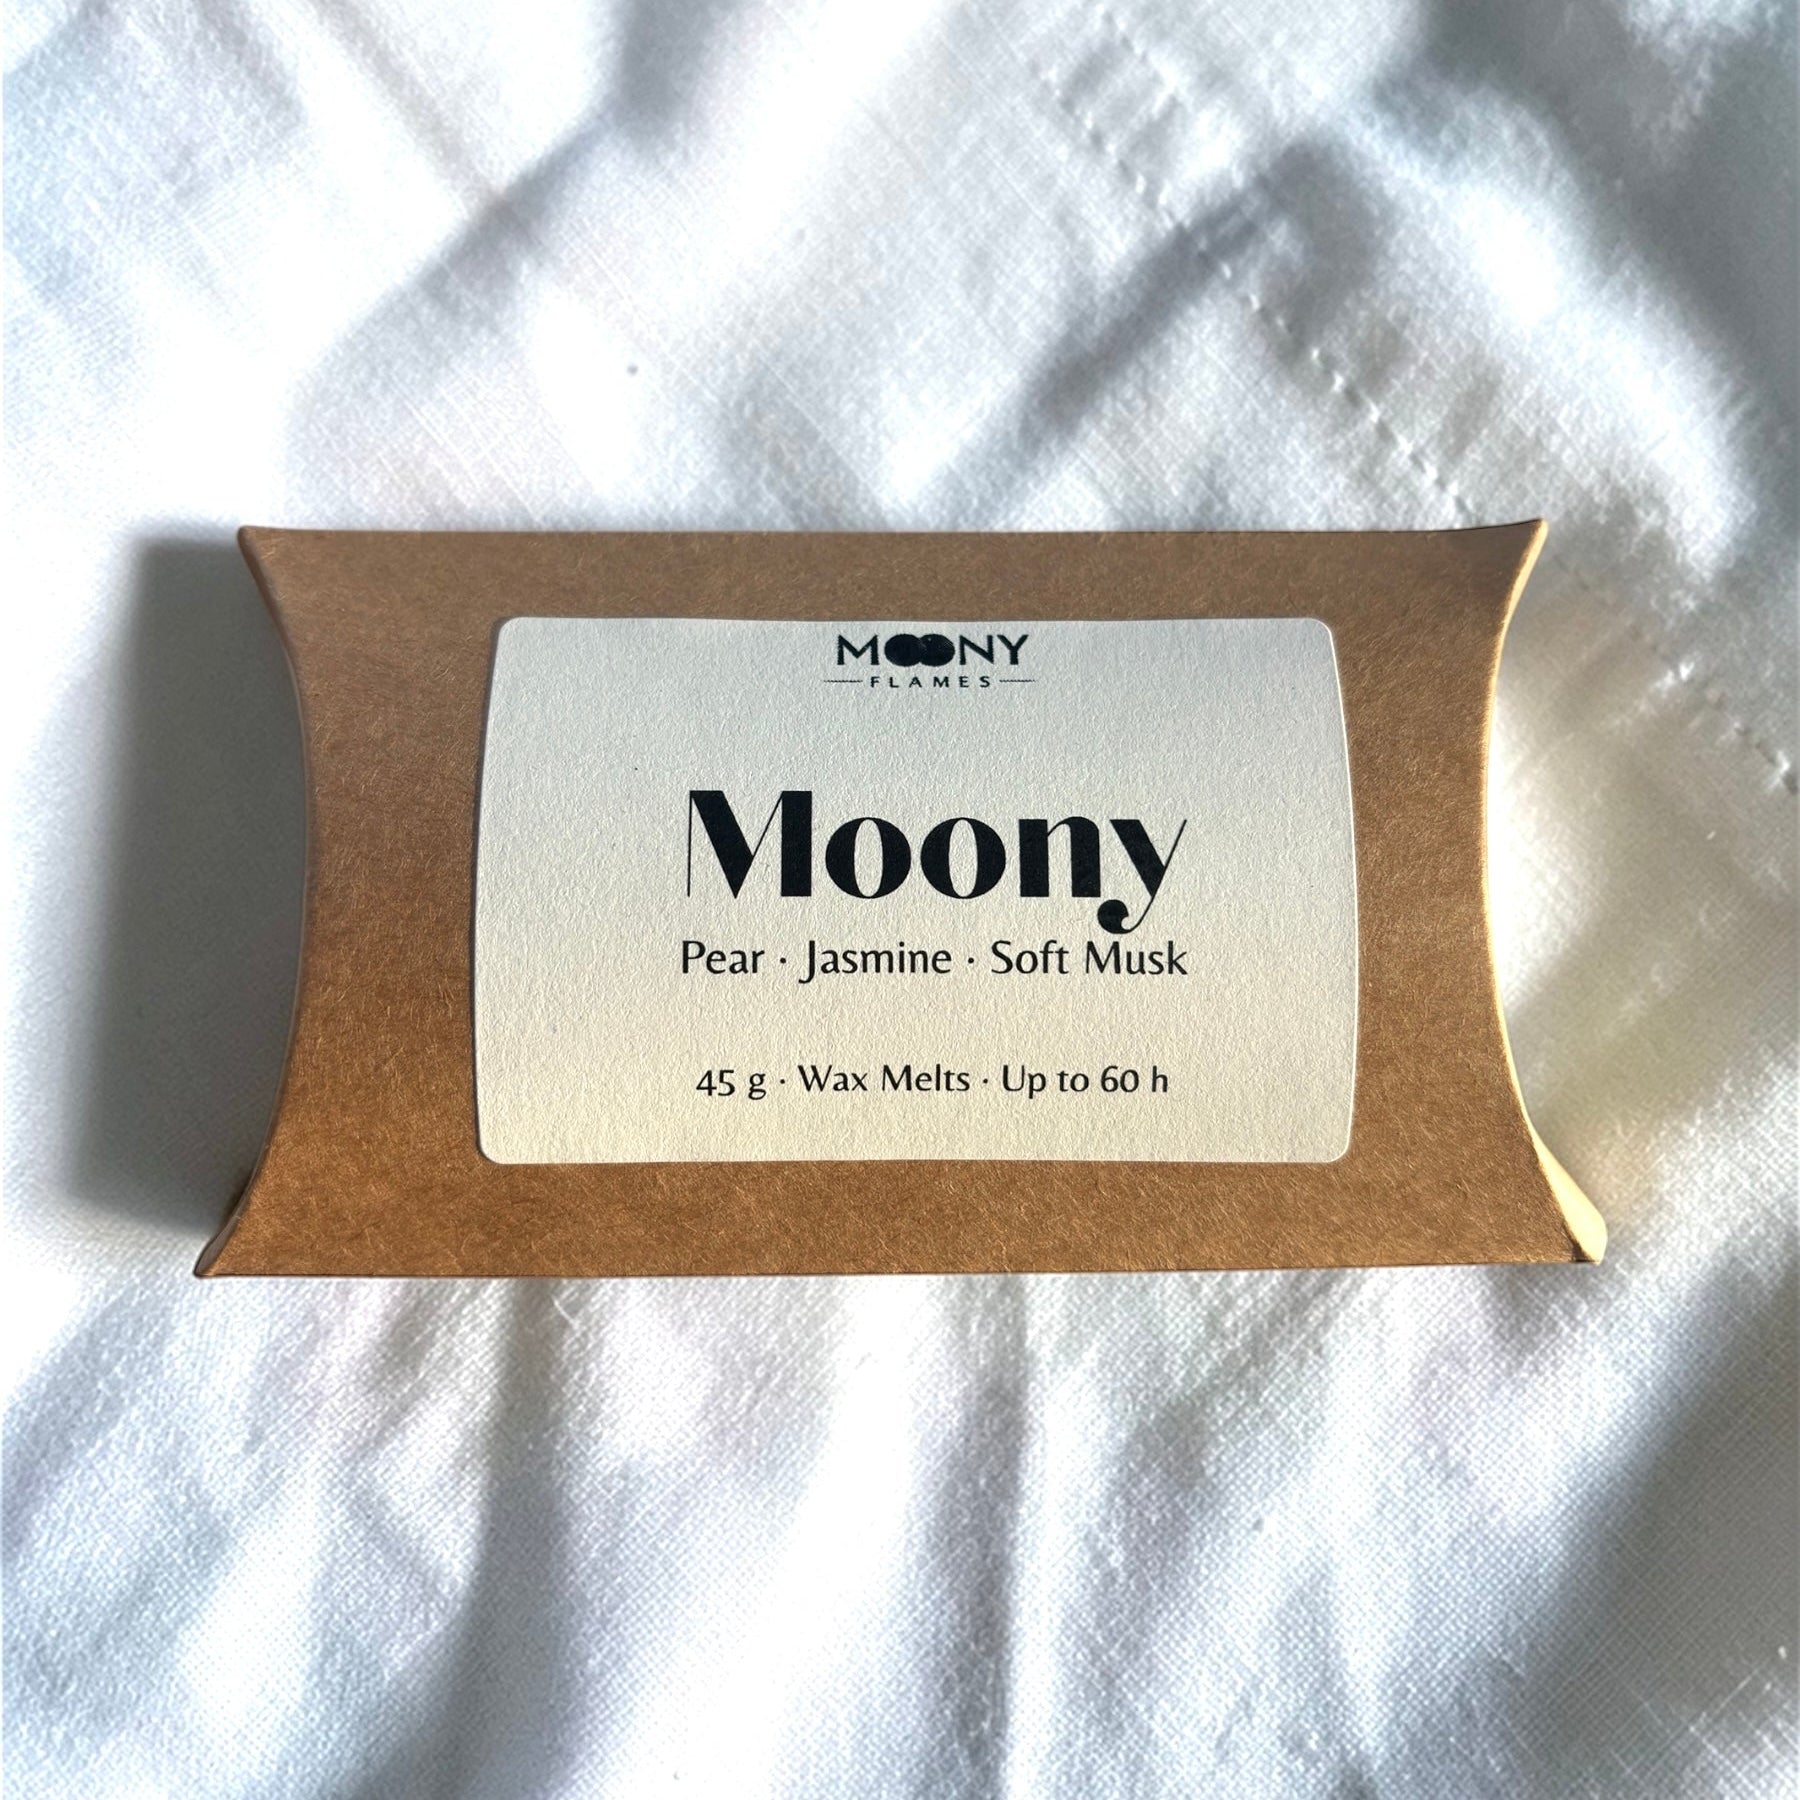 MOONY
FLAMES
Moony
Pear · Jasmine · Soft Musk
45 g · Wax Melts · Up to 60 h